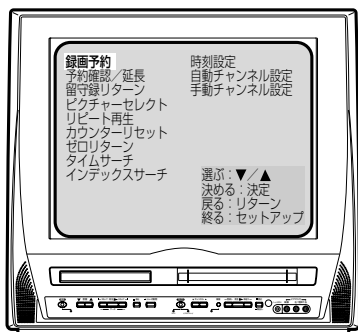 録画予約
予約確認／延長
留守録リターン
ピクチャーセレクト
リピート再生
カウンターリセット
ゼロリターン
タイムサーチ
インデックスサーチ
時刻設定
自動チャンネル設定
手動チャンネル設定
選ぶ：▼／▲
決める：決定
戻る：リターン
終る：セットアップ